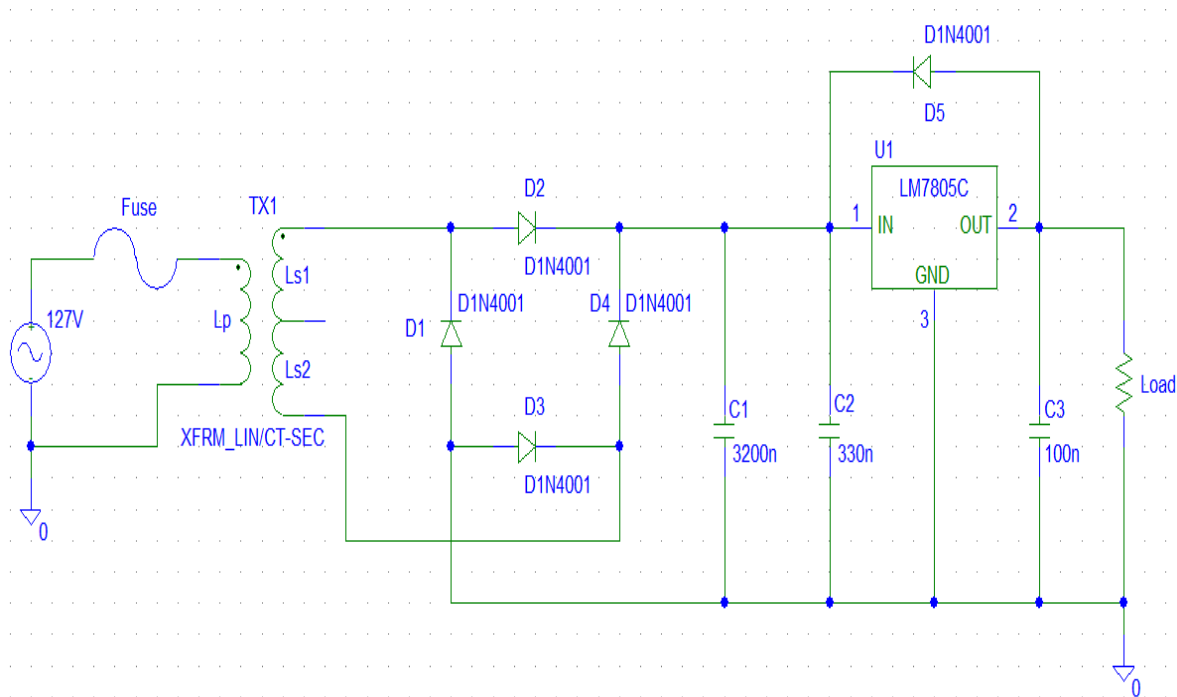 D1N4001
D5
U1
LM7805C
1
IN
OUT
2
GND
3
Fuse
TX1
D2
D1N4001
Ls1
Lp
Ls2
127V
XFRM_LIN/CT-SEC
D1N4001
D1
D4
D1N4001
D3
D1N4001
C1
3200n
C2
330n
C3
100n
Load
0
0